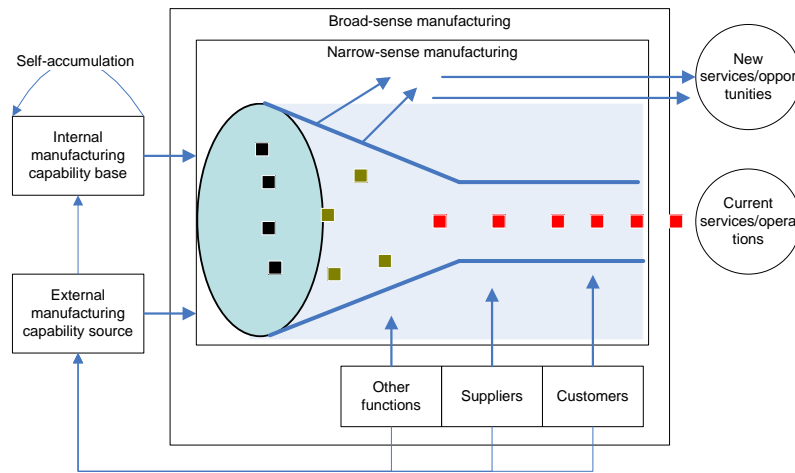 Broad-sense manufacturing
Narrow-sense manufacturing
Self-accumulation
New
services/oppor
tunities
Internal
manufacturing
capability base
Current
services/opera
tions
External
manufacturing
capability source
Other
functions
Suppliers
Customers